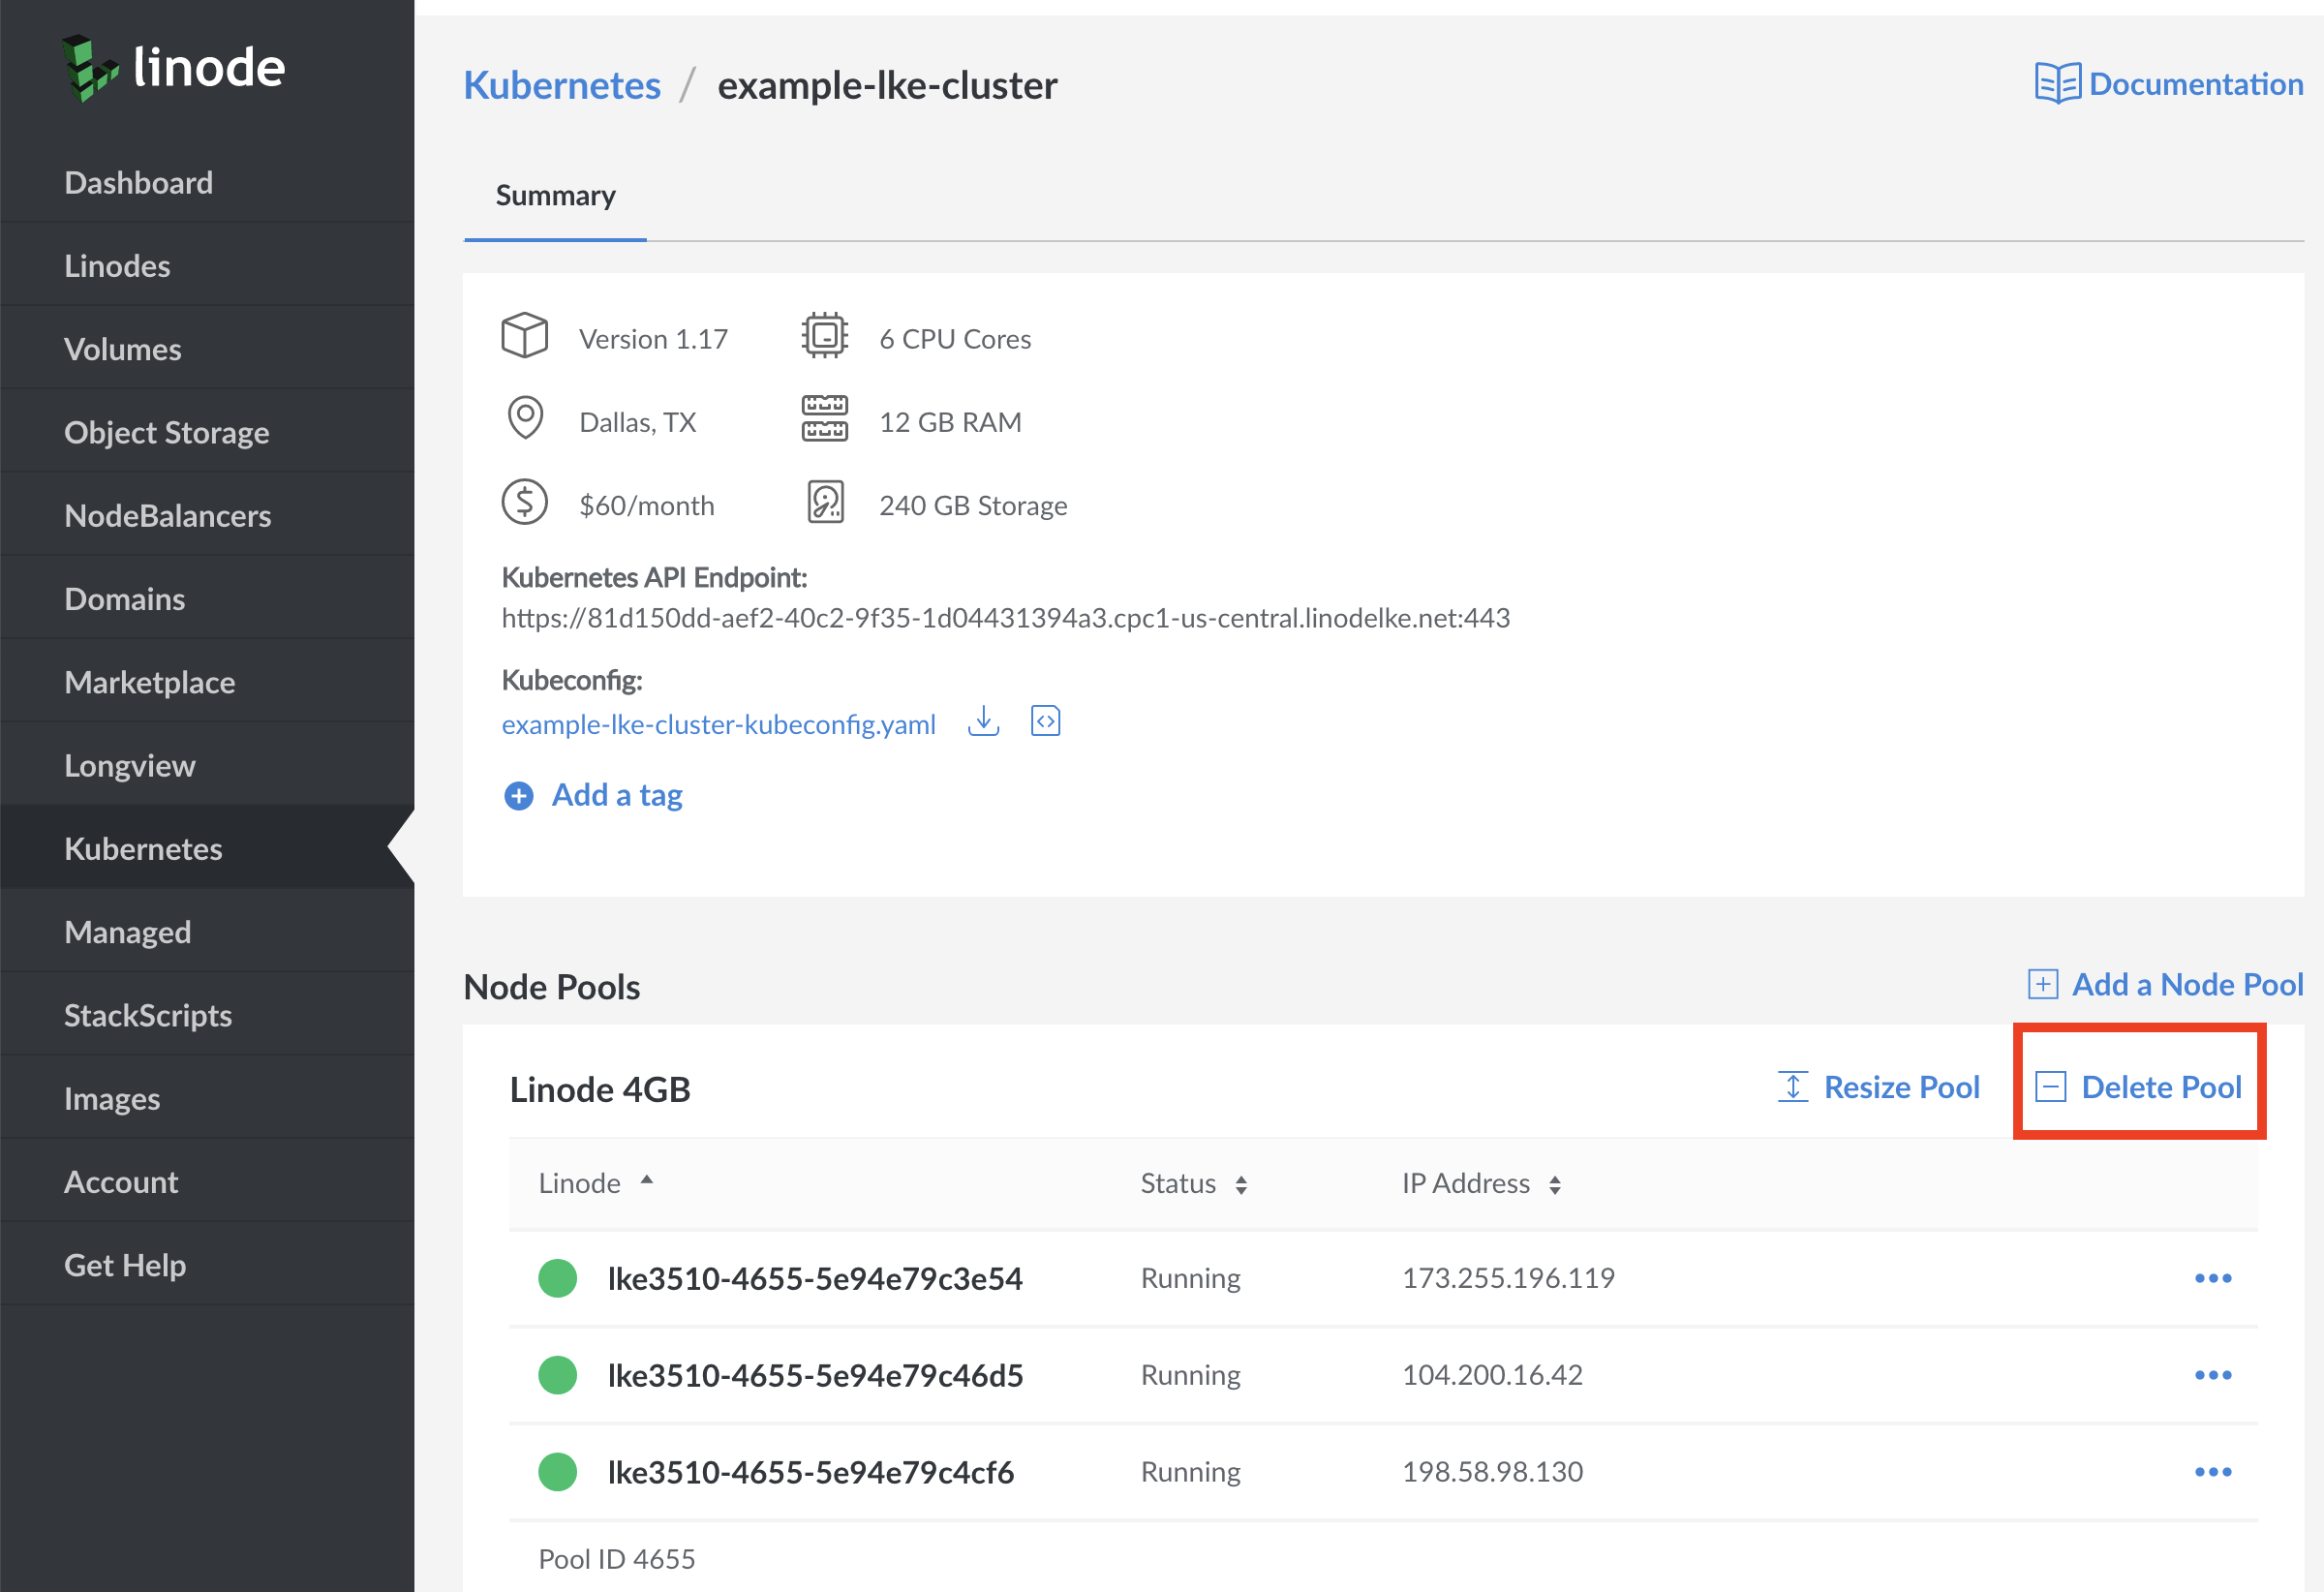 linode
Dashboard
Linodes
Volumes
Object Storage
NodeBalancers
Domains
Marketplace
Longview
Kubernetes
Managed
StackScripts
Images
Account
Get Help
Kubernetes / example-lke-cluster
Documentation
Summary
Version 1.17
6 CPU Cores
Dallas, TX
12 GB RAM
$60/month
240 GB Storage
Kubernetes API Endpoint:
https://81d150dd-aef2-40c2-9f35-1d04431394a3.cpc1-us-central.linodelke.net:443
Kubeconfig:
example-lke-cluster-kubeconfig.yaml
Add a tag
Node Pools
Add a Node Pool
Linode 4GB
Resize Pool
Delete Pool
Linode Status IP Address
lke3510-4655-5e94e79c3e54 Running 173.255.196.119
lke3510-4655-5e94e79c46d5 Running 104.200.16.42
lke3510-4655-5e94e79c4cf6 Running 198.58.98.130
Pool ID 4655